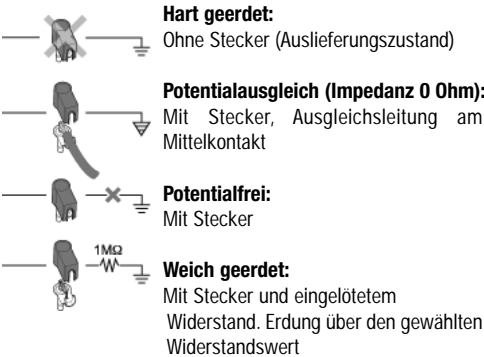 Hart geerdet:
Ohne Stecker (Auslieferungszustand)
Potentialausgleich (Impedanz 0 Ohm):
Mit Stecker, Ausgleichsleitung am
Mittelkontakt
Potentialfrei:
Mit Stecker
1MΩ
Weich geerdet:
Mit Stecker und eingelötetem
Widerstand. Erdung über den gewählten
Widerstandswert